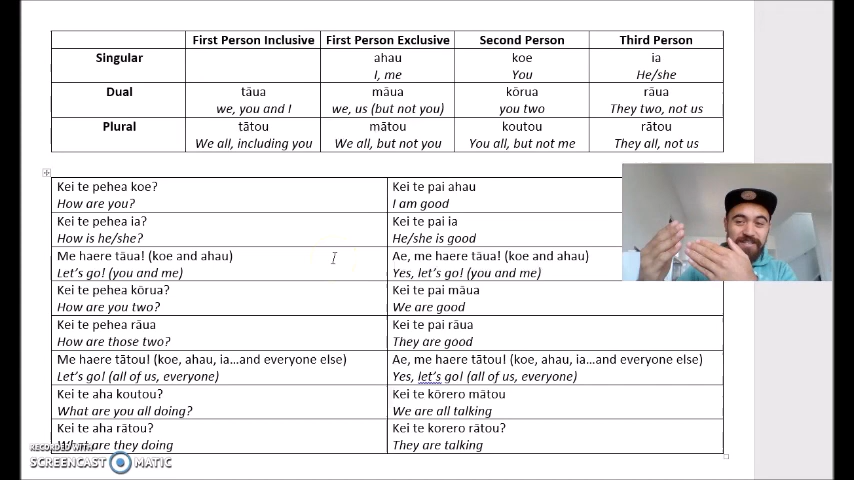 First Person Inclusive First Person Exclusive Second Person Third Person
Singular ahau koe ia
I, me You He/she
Dual tāua māua kōrua rāua
we, you and I we, us (but not you) you two They two, not us
Plural tātou mātou koutou rātou
We all, including you We all, but not you You all, but not me They all, not us
Kei te pehea koe? Kei te pai ahau
How are you? I am good
Kei te pehea ia? Kei te pai ia
How is he/she? He/she is good
Me haere tāua! (koe and ahau) Ae, me haere tāua! (koe and ahau)
Let's go! (you and me) Yes, let's go! (you and me)
Kei te pehea kōrua? Kei te pai māua
How are you two? We are good
Kei te pehea rāua Kei te pai rāua
How are those two? They are good
Me haere tātou! (koe, ahau, ia...and everyone else) Ae, me haere tātou! (koe, ahau, ia...and everyone else)
Let's go! (all of us, everyone) Yes, let's go! (all of us, everyone)
Kei te aha koutou? Kei te kōrero mātou
What are you all doing? We are all talking
Kei te aha rātou? Kei te korero rātou?
What are they doing They are talking
RECORDED WITH
SCREENCAST MATIC